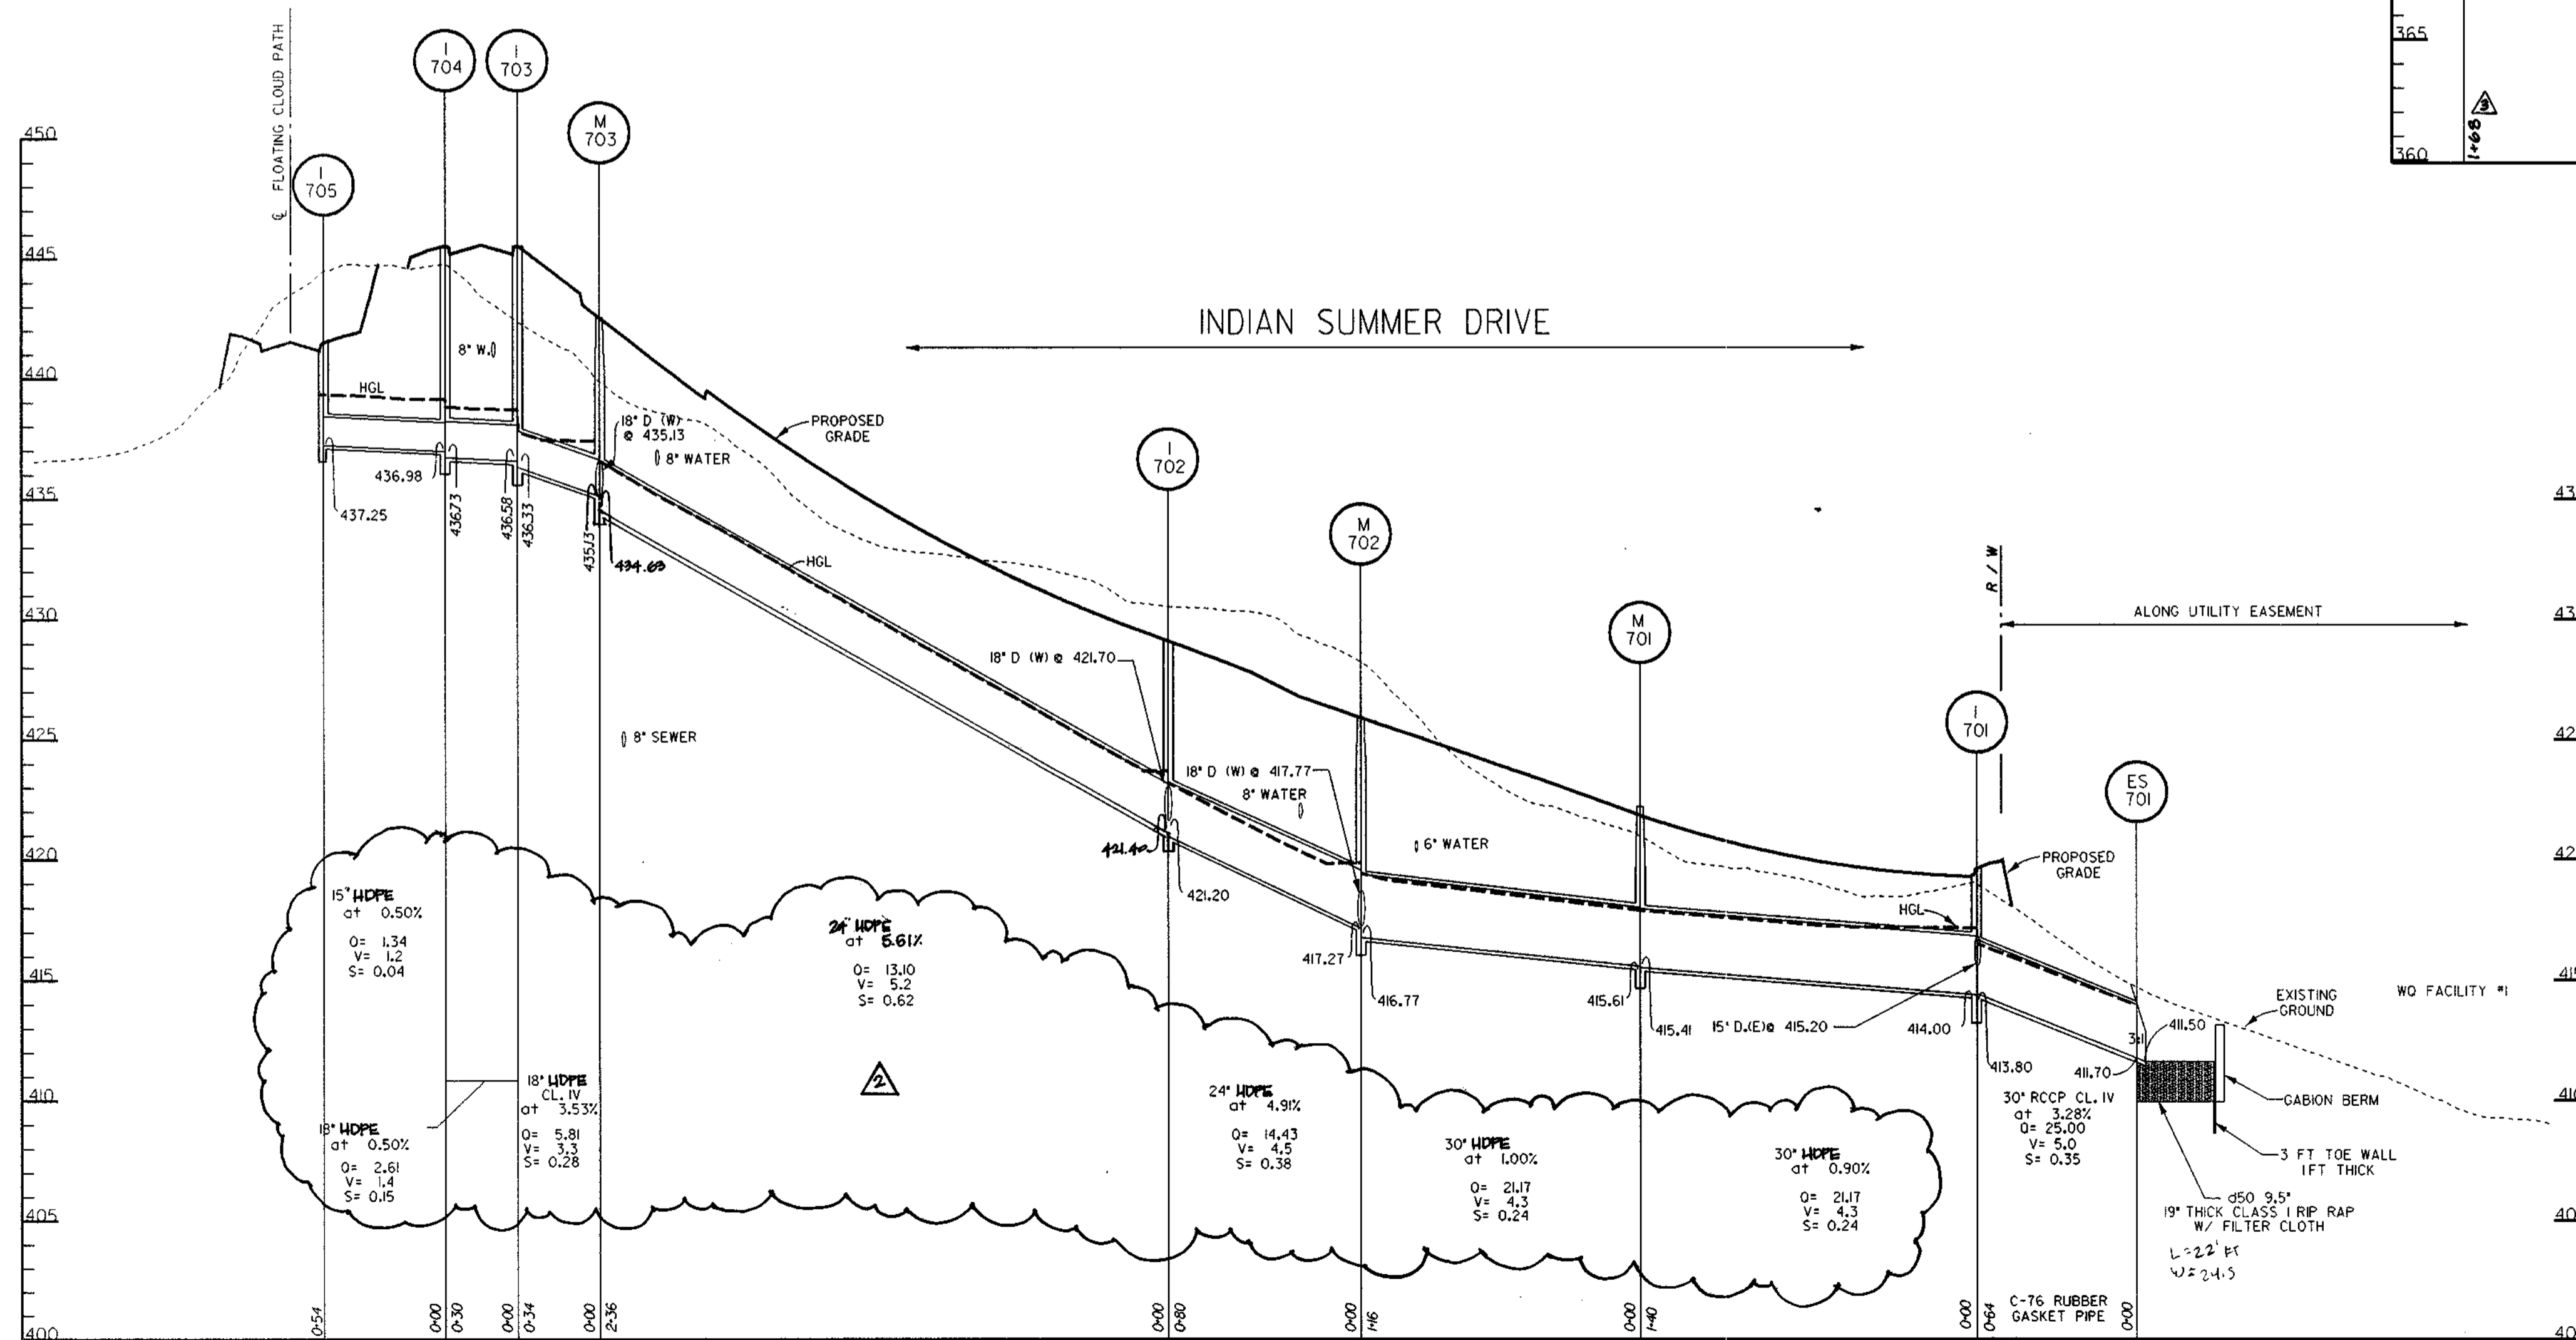 365
360
1+68
3
℄ FLOATING CLOUD PATH
I
705
I
704
I
703
M
703
I
702
M
702
M
701
I
701
ES
701
450
445
440
435
430
425
420
415
410
405
400
INDIAN SUMMER DRIVE
8" W.
HGL
18" D (W)
@ 435.13
8" WATER
PROPOSED
GRADE
437.25
436.98
436.73
436.58
436.33
435.13
434.63
HGL
8" SEWER
18" D (W) @ 421.70
421.40
421.20
18" D (W) @ 417.77
8" WATER
6" WATER
417.27
416.77
415.61
415.41
15" D.(E)@ 415.20
414.00
413.80
HGL
R / W
ALONG UTILITY EASEMENT
PROPOSED
GRADE
EXISTING
GROUND
WQ FACILITY #1
3:1
411.50
411.70
GABION BERM
3 FT TOE WALL
1FT THICK
d50 9.5"
19" THICK CLASS I RIP RAP
W/ FILTER CLOTH
L=22' FT
W=24.5
15" HDPE
at 0.50%
Q= 1.34
V= 1.2
S= 0.04
18" HDPE
at 0.50%
Q= 2.61
V= 1.4
S= 0.15
18" HDPE
CL. IV
at 3.53%
Q= 5.81
V= 3.3
S= 0.28
24" HDPE
at 5.61%
Q= 13.10
V= 5.2
S= 0.62
2
24" HDPE
at 4.91%
Q= 14.43
V= 4.5
S= 0.38
30" HDPE
at 1.00%
Q= 21.17
V= 4.3
S= 0.24
30" HDPE
at 0.90%
Q= 21.17
V= 4.3
S= 0.24
30" RCCP CL. IV
at 3.28%
Q= 25.00
V= 5.0
S= 0.35
C-76 RUBBER
GASKET PIPE
0+54
0+00
0+30
0+00
0+34
0+00
2+36
0+00
0+80
0+00
1+16
0+00
1+40
0+00
0+64
0+00